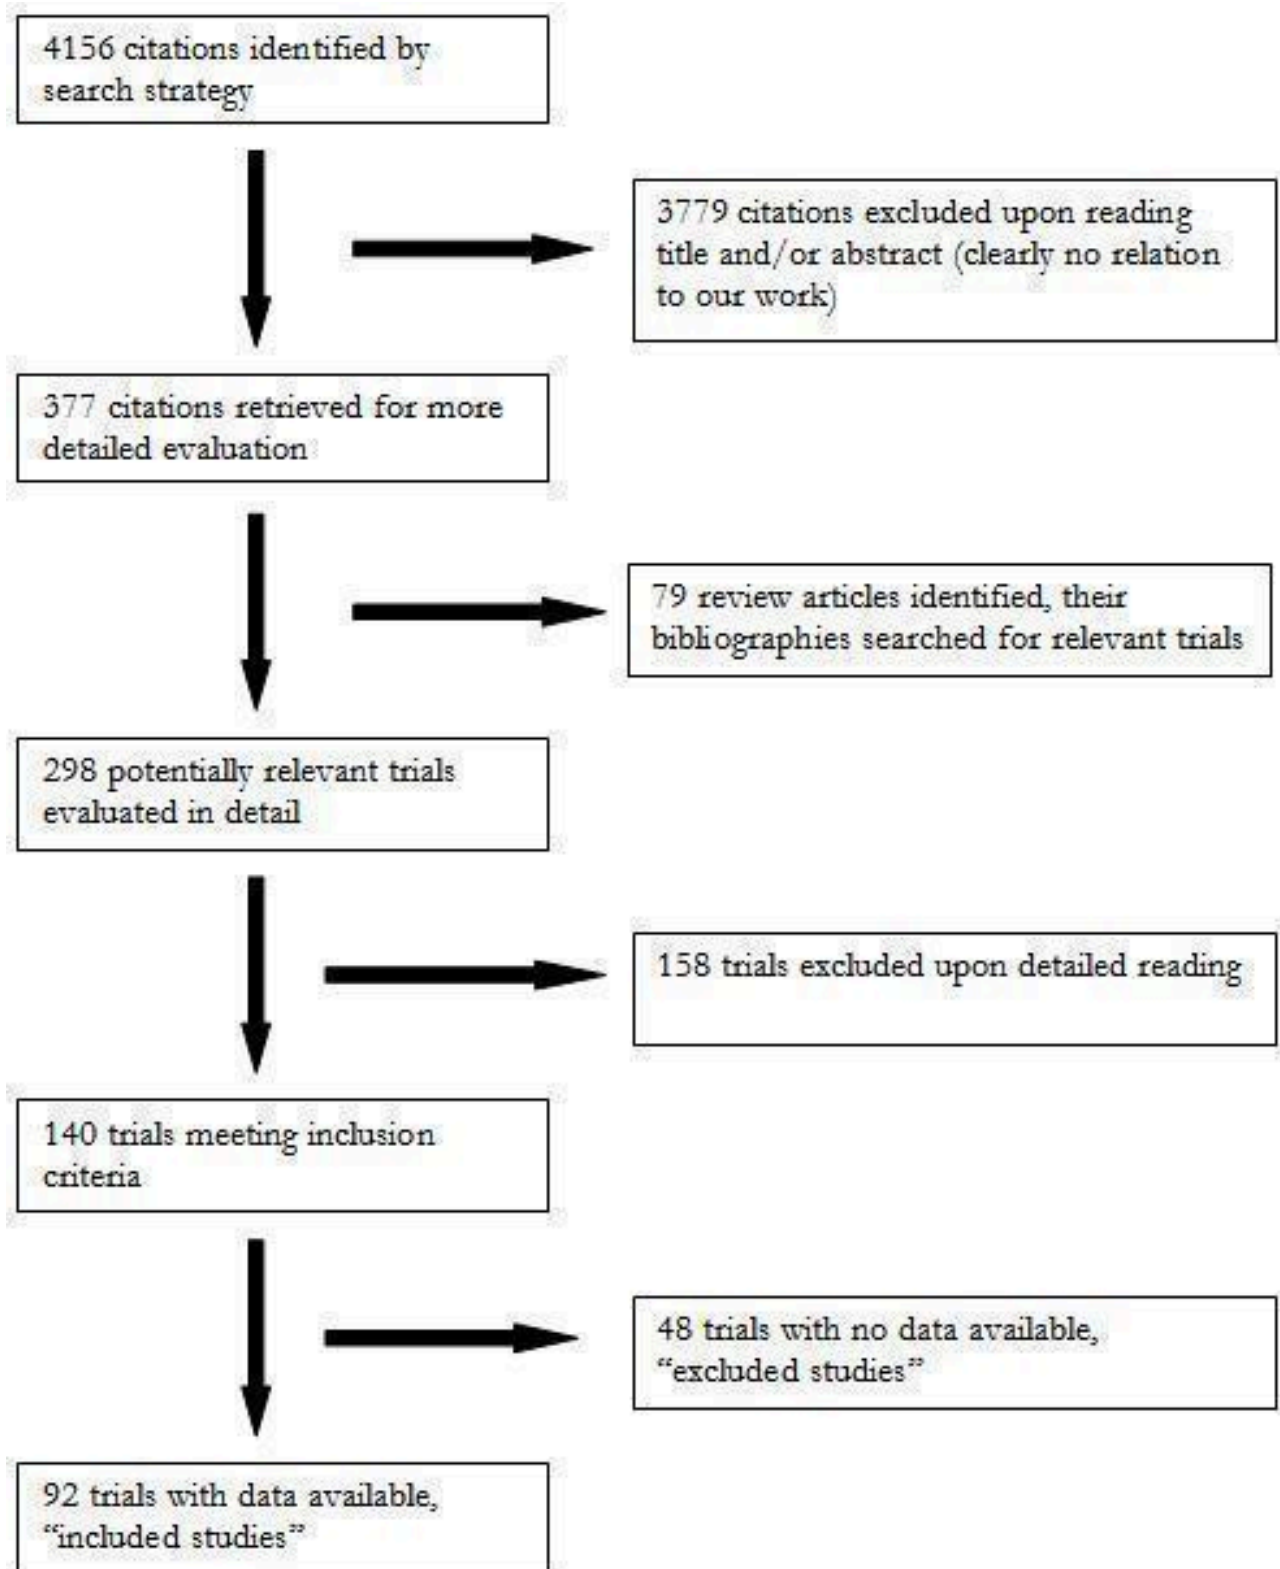 4156 citations identified by
search strategy
3779 citations excluded upon reading
title and/or abstract (clearly no relation
to our work)
377 citations retrieved for more
detailed evaluation
79 review articles identified, their
bibliographies searched for relevant trials
298 potentially relevant trials
evaluated in detail
158 trials excluded upon detailed reading
140 trials meeting inclusion
criteria
48 trials with no data available,
“excluded studies”
92 trials with data available,
“included studies”